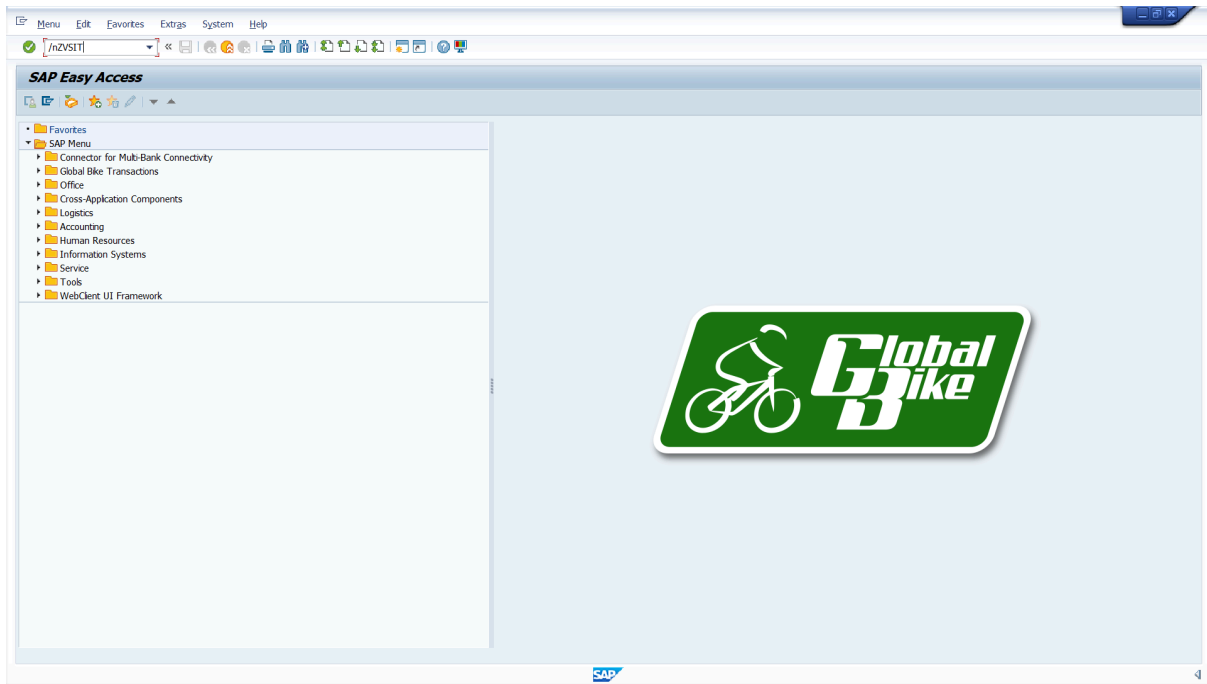 Menu Edit Favorites Extras System Help
/nZVSIT
SAP Easy Access
Favorites
SAP Menu
Connector for Multi-Bank Connectivity
Global Bike Transactions
Office
Cross-Application Components
Logistics
Accounting
Human Resources
Information Systems
Service
Tools
WebClient UI Framework
Global
Bike
SAP